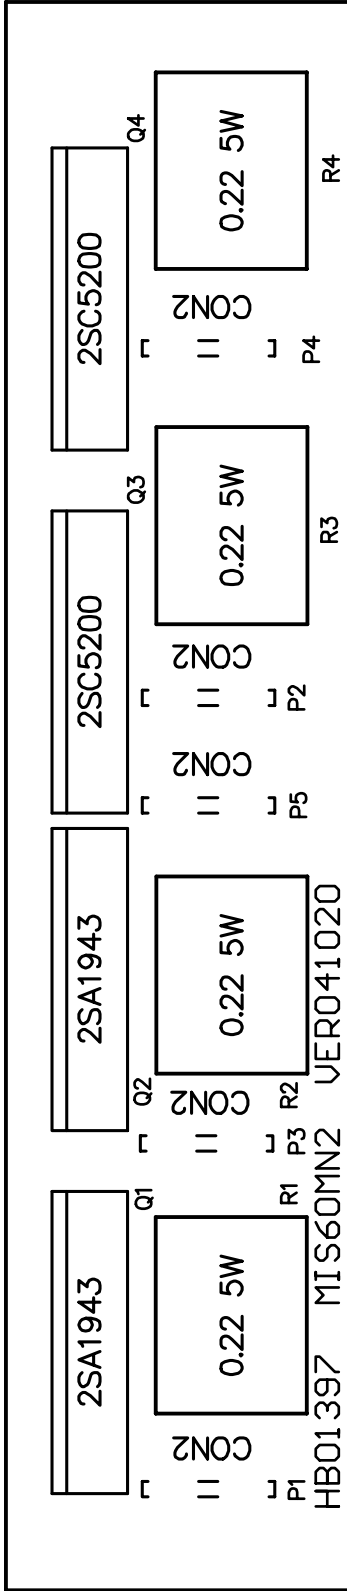 Q4
0.22 5W
R4
2SC5200
CON2
P4
Q3
0.22 5W
R3
2SC5200
CON2
P2
CON2
P5
2SA1943
0.22 5W
Q2
CON2
R2
P3
Q1
R1
2SA1943
0.22 5W
CON2
P1
HB01397 MIS60MN2 VER041020